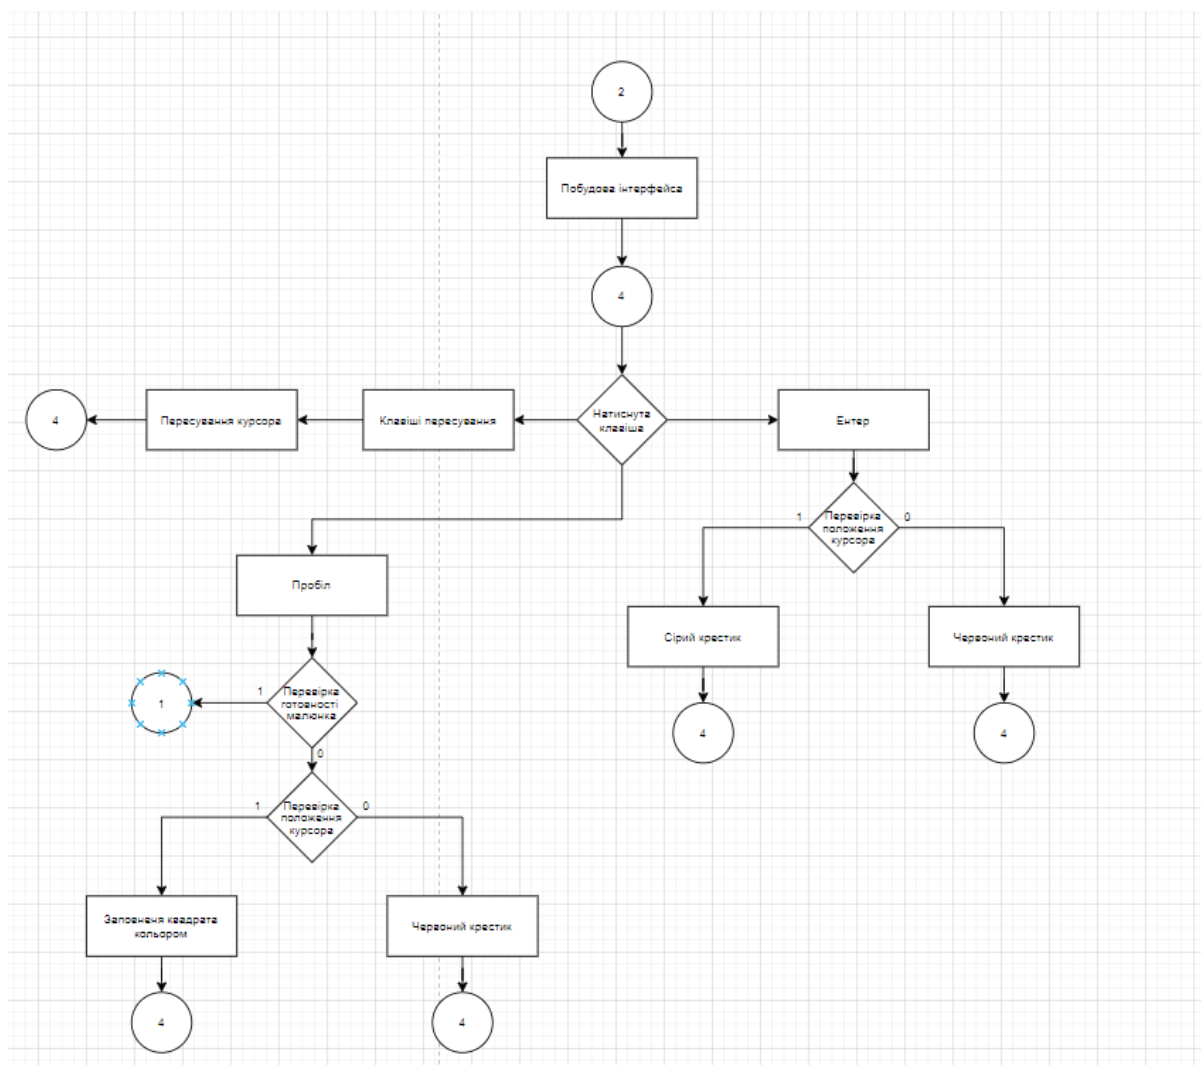 2
Побудова інтерфейса
4
4
Пересування курсора
Клавіші пересування
Натиснута
клавіша
Ентер
1
Перевірка
положення
курсора
0
Пробіл
Сірий крестик
Червоний крестик
1
1
Перевірка
готовності
малюнка
4
4
0
1
Перевірка
положення
курсора
0
Заповненя квадрата
кольором
Червоний крестик
4
4